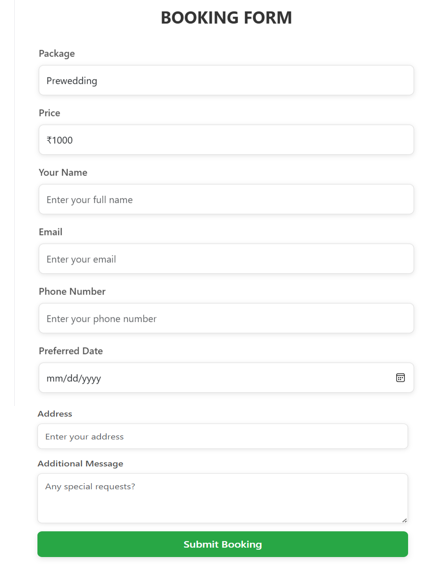 BOOKING FORM
Package
Prewedding
Price
₹1000
Your Name
Enter your full name
Email
Enter your email
Phone Number
Enter your phone number
Preferred Date
mm/dd/yyyy
Address
Enter your address
Additional Message
Any special requests?
Submit Booking